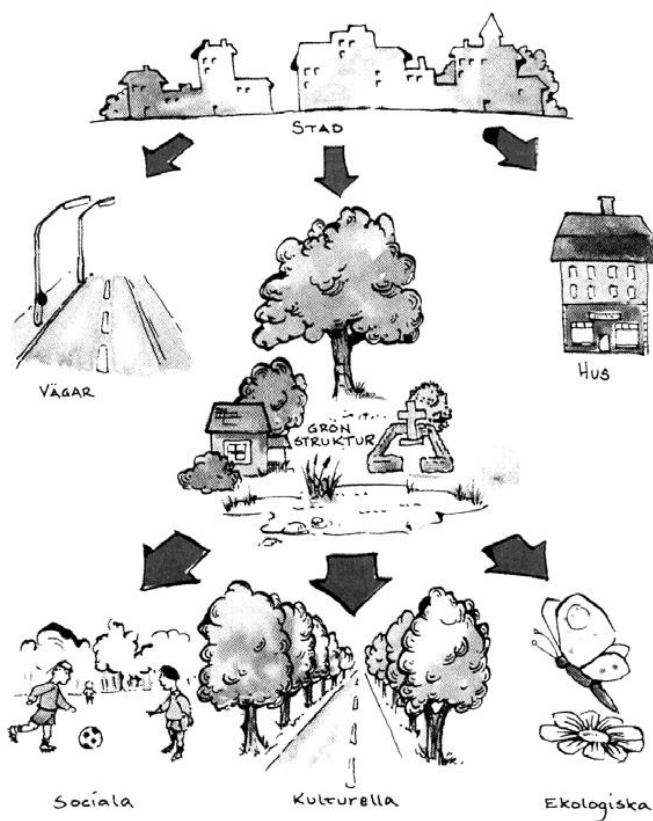 STAD
VÄGAR
HUS
GRÖN
STRUKTUR
Sociala
Kulturella
Ekologiska